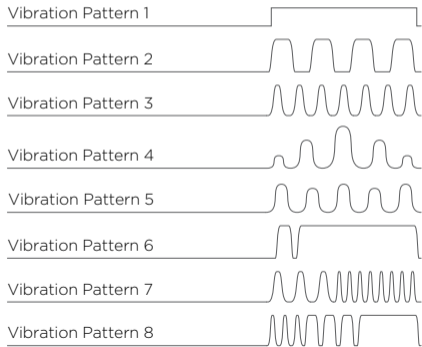 Vibration Pattern 1
Vibration Pattern 2
Vibration Pattern 3
Vibration Pattern 4
Vibration Pattern 5
Vibration Pattern 6
Vibration Pattern 7
Vibration Pattern 8